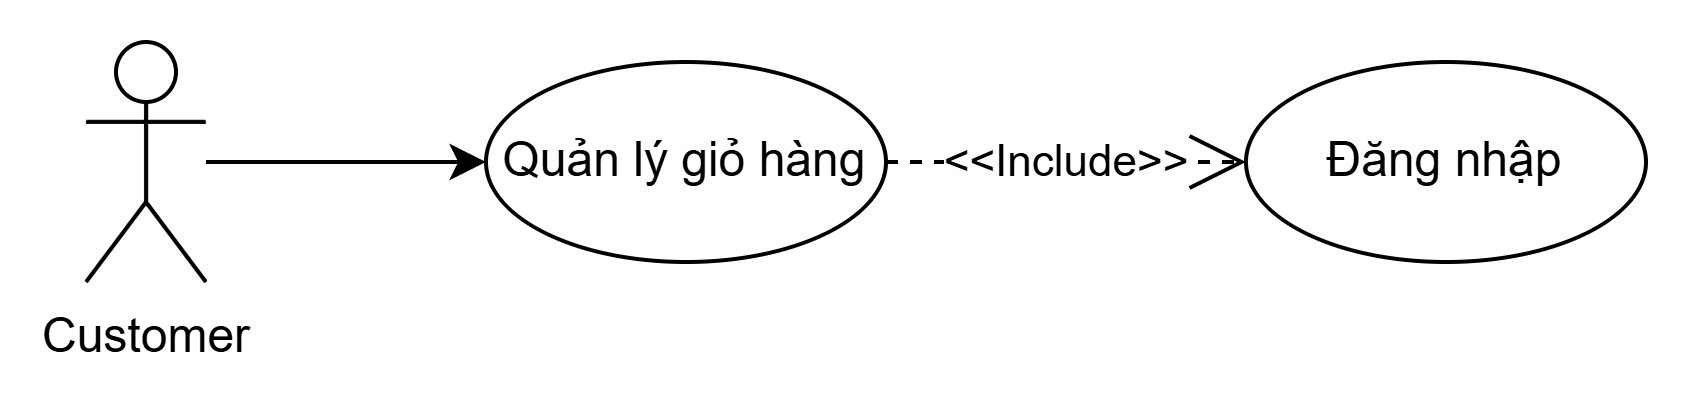 Quản lý giỏ hàng
<<Include>>
Đăng nhập
Customer